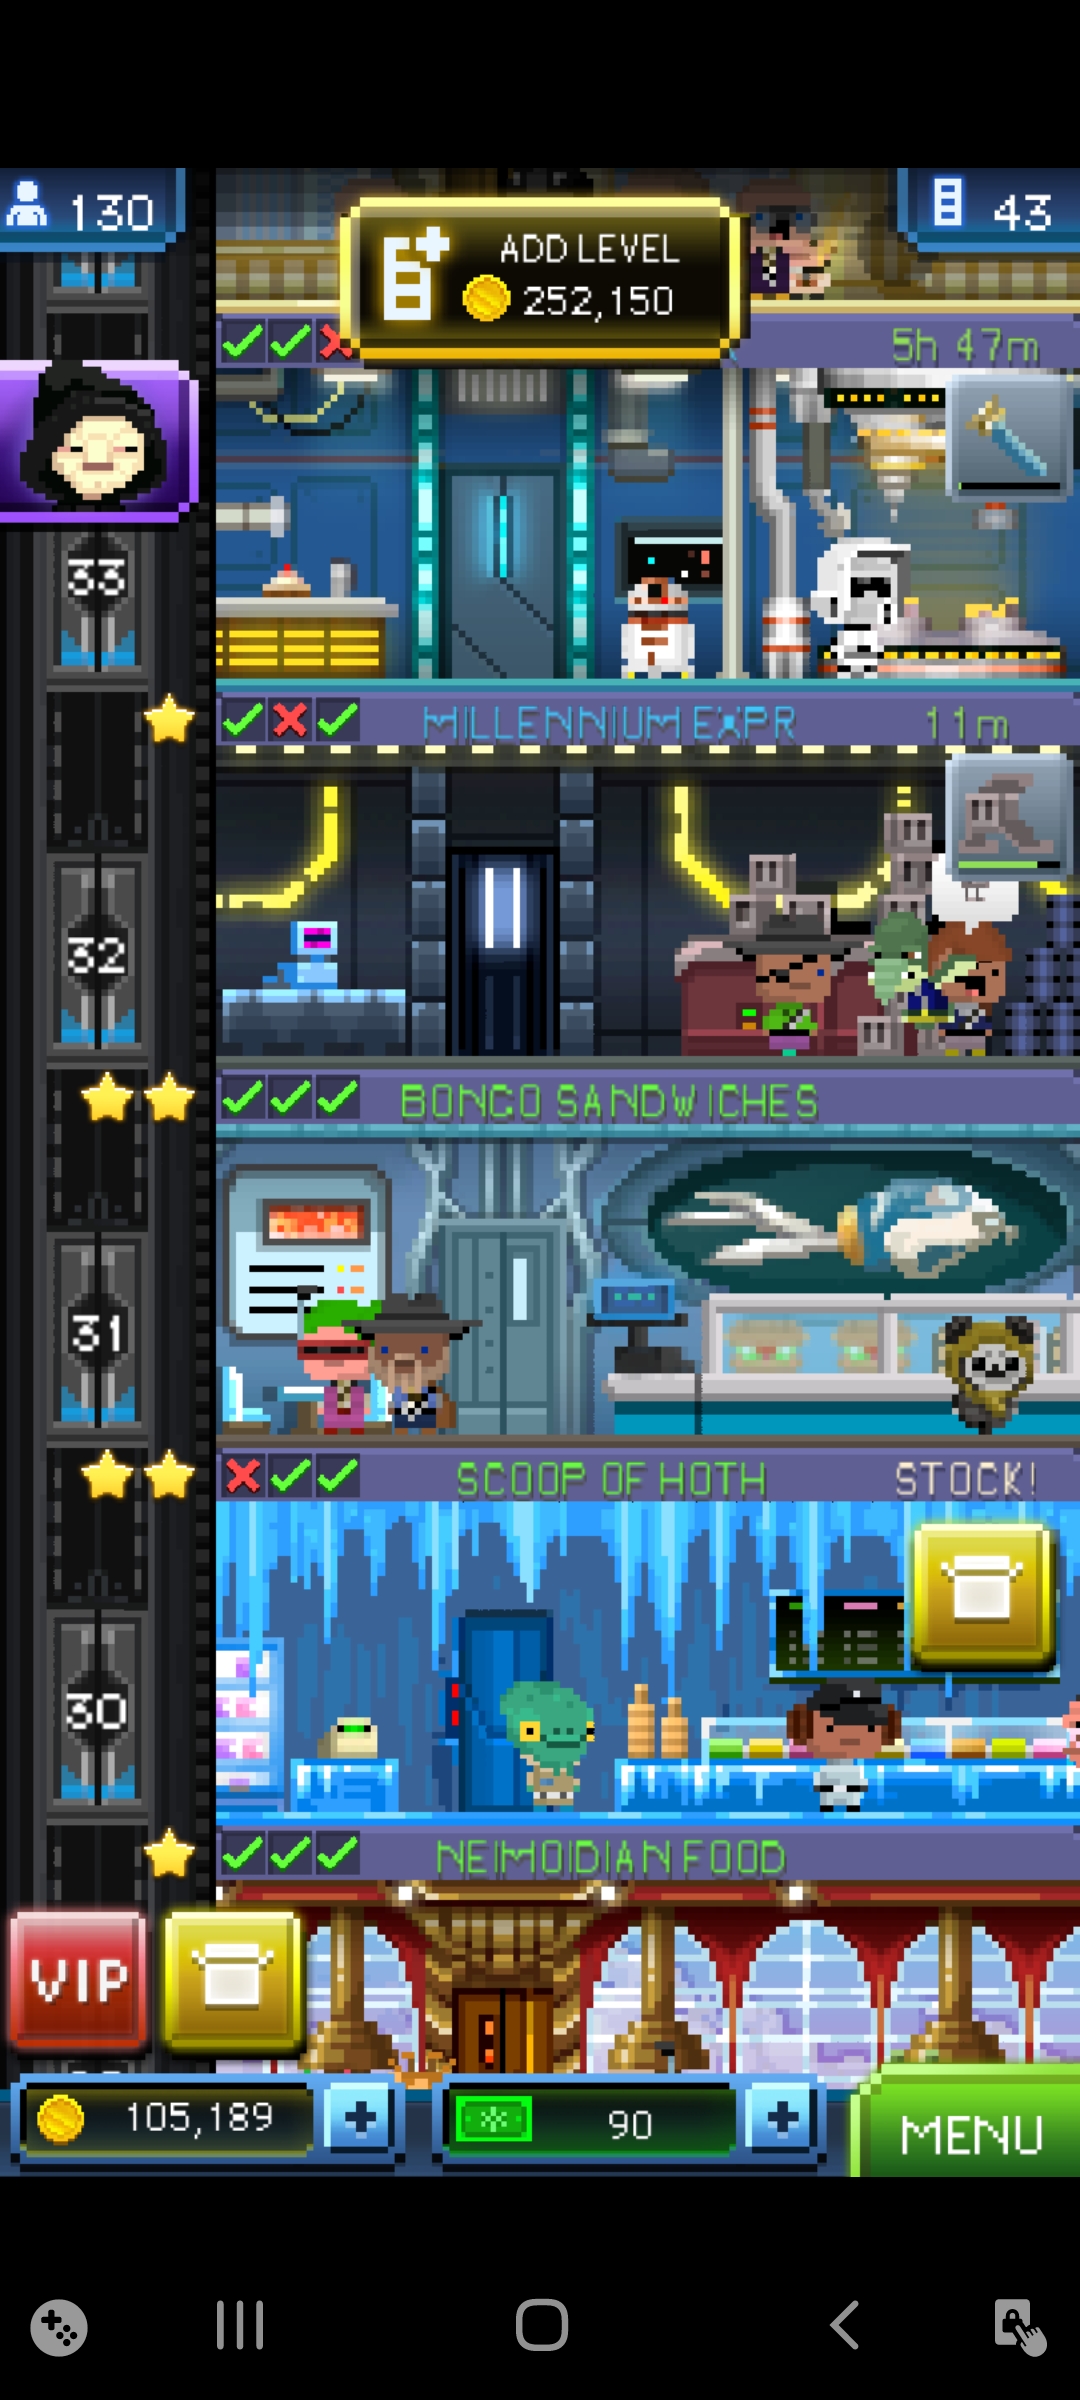 130
ADD LEVEL
252,150
43
5h 47m
33
MILLENNIUM EXPR
11m
32
BONGO SANDWICHES
31
SCOOP OF HOTH
STOCK!
30
NEIMOIDIAN FOOD
VIP
105,189
90
MENU